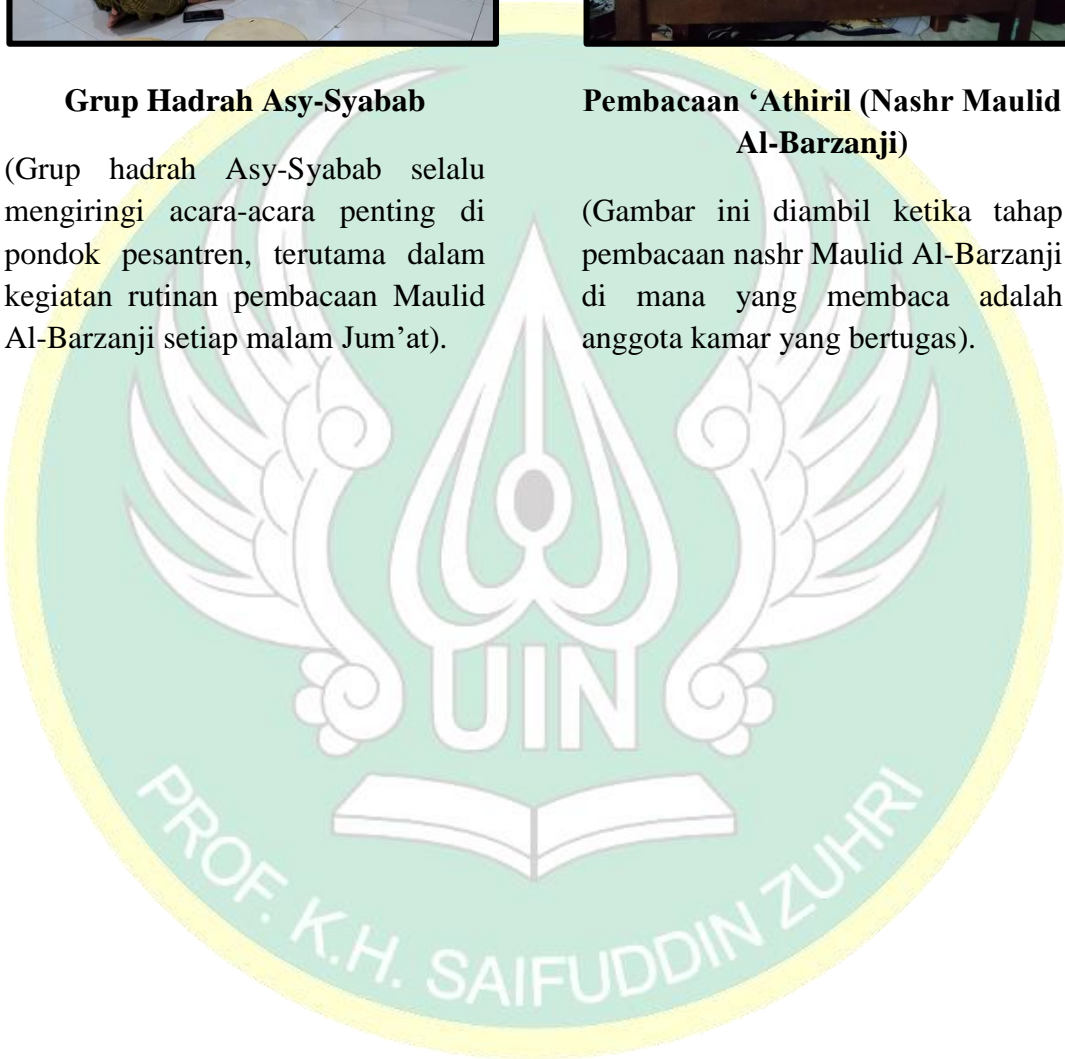 Grup Hadrah Asy-Syabab
(Grup hadrah Asy-Syabab selalu
mengiringi acara-acara penting di
pondok pesantren, terutama dalam
kegiatan rutinan pembacaan Maulid
Al-Barzanji setiap malam Jum’at).
Pembacaan ‘Athiril (Nashr Maulid
Al-Barzanji)
(Gambar ini diambil ketika tahap
pembacaan nashr Maulid Al-Barzanji
di mana yang membaca adalah
anggota kamar yang bertugas).
UIN
PROF. K.H. SAIFUDDIN ZUHRI